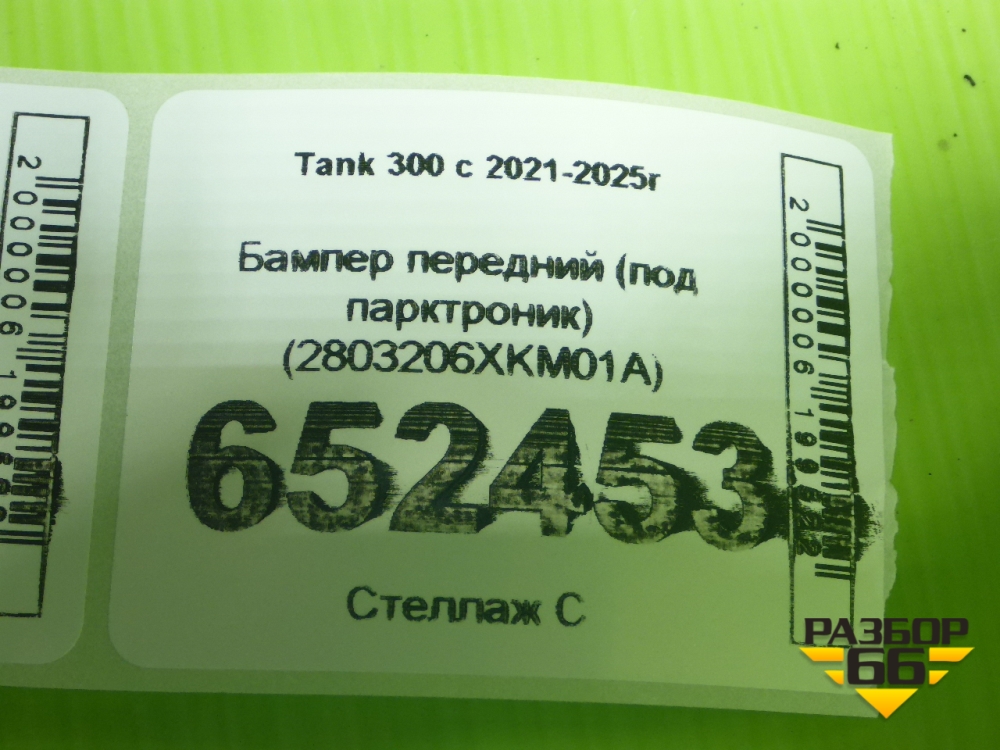 Tank 300 с 2021-2025г
Бампер передний (под
парктроник)
(2803206XKM01A)
652453
Стеллаж С
РАЗБОР
66